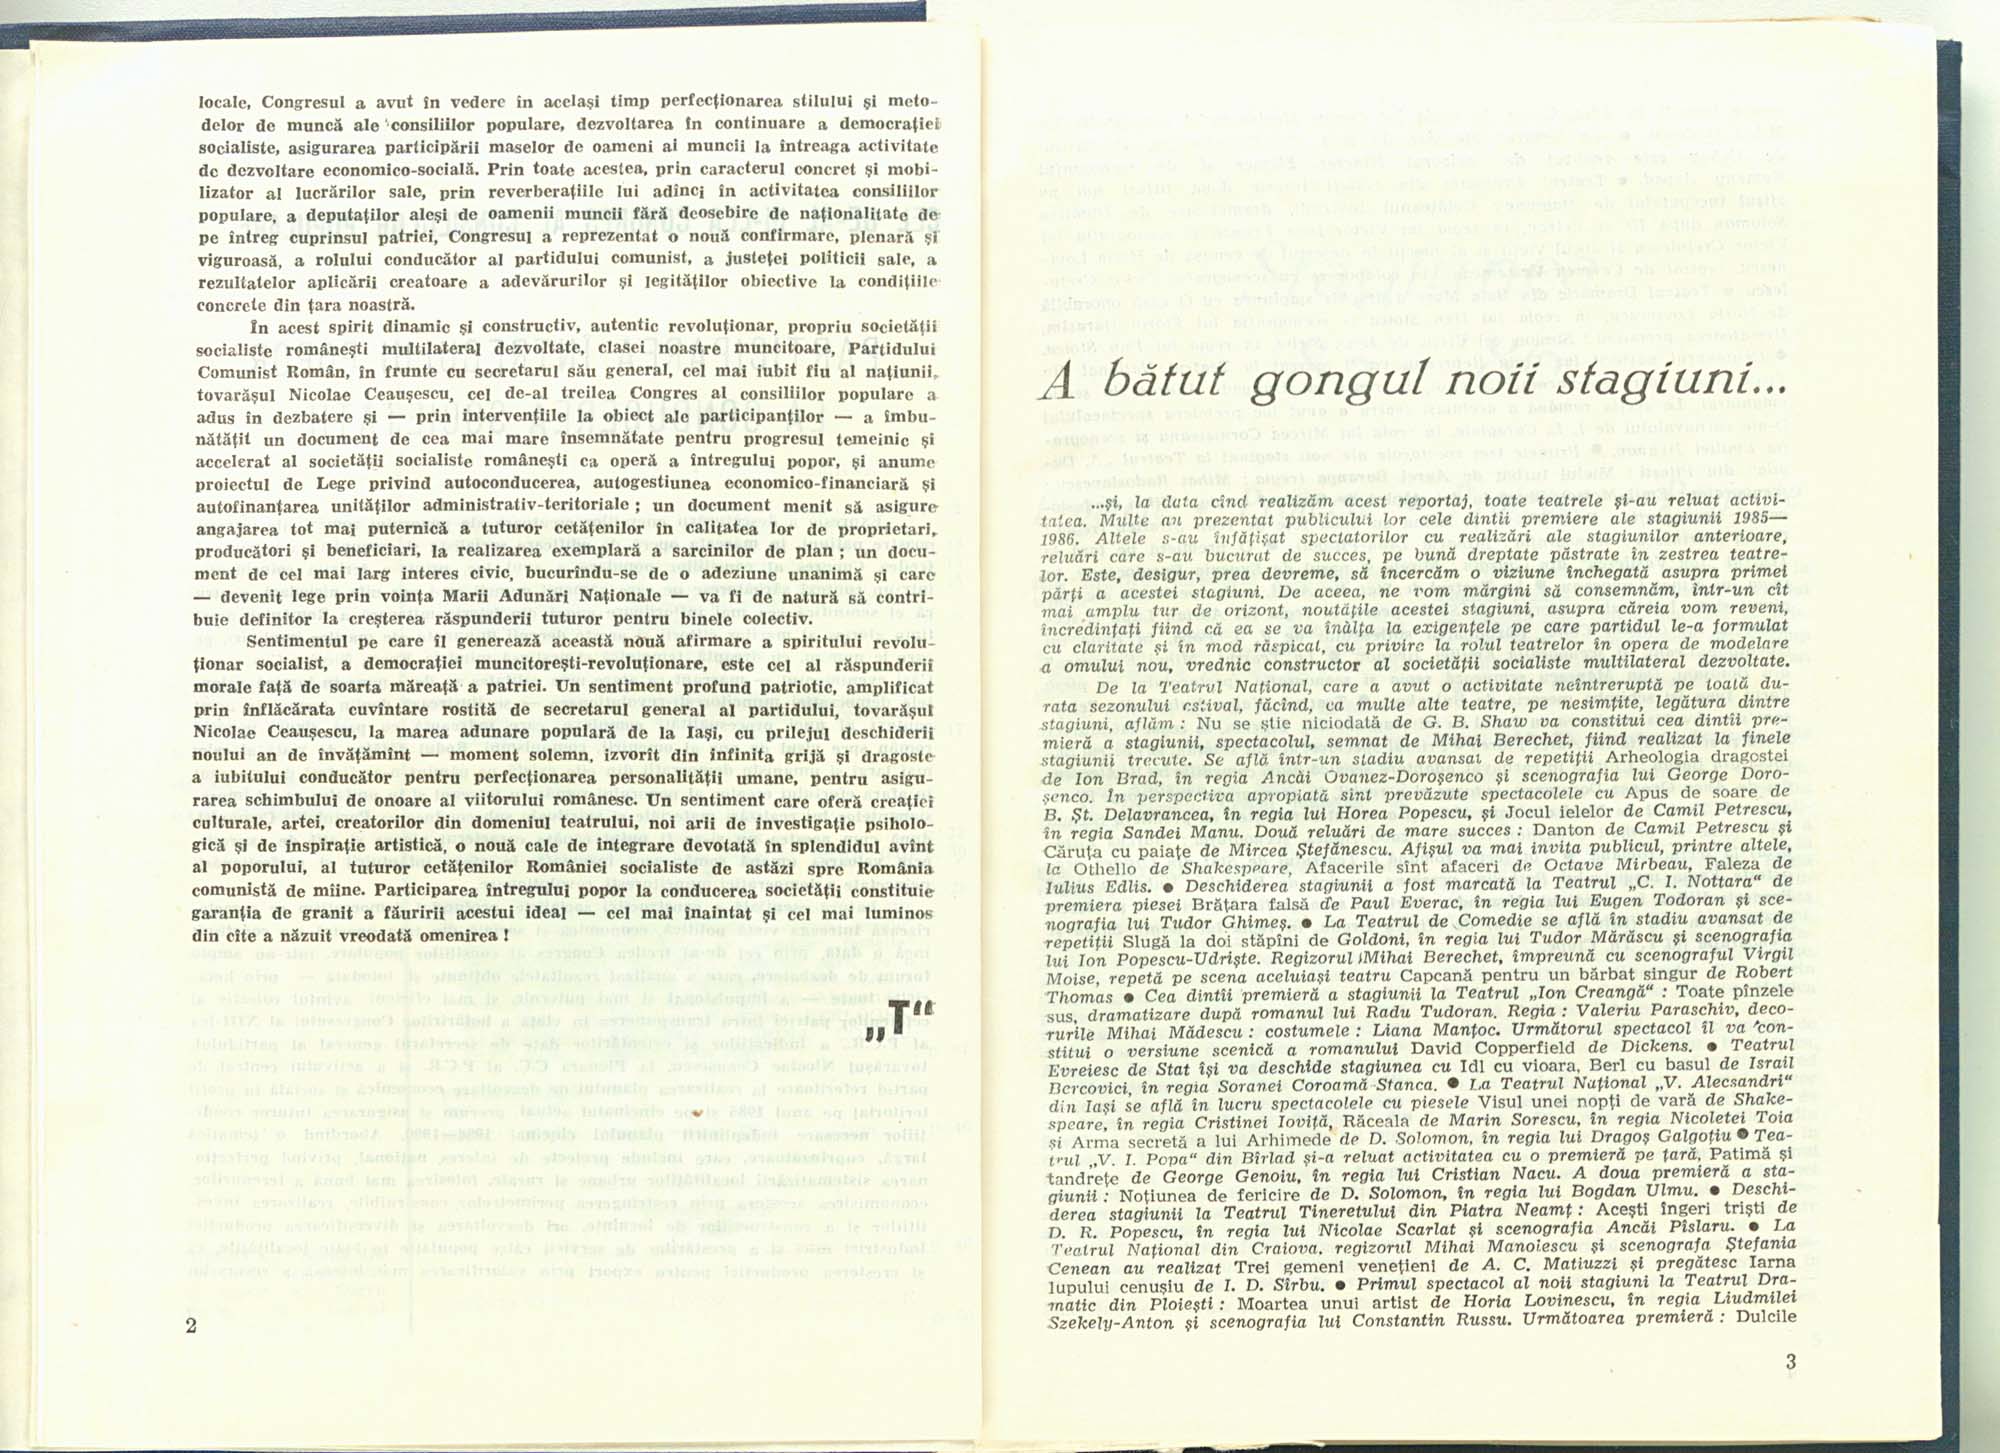 locale, Congresul a avut în vedere în același timp perfecționarea stilului și meto-
delor de muncă ale consiliilor populare, dezvoltarea în continuare a democrației
socialiste, asigurarea participării maselor de oameni ai muncii la întreaga activitate
de dezvoltare economico-socială. Prin toate acestea, prin caracterul concret și mobi-
lizator al lucrărilor sale, prin reverberațiile lui adînci în activitatea consiliilor
populare, a deputaților aleși de oamenii muncii fără deosebire de naționalitate de
pe întreg cuprinsul patriei, Congresul a reprezentat o nouă confirmare, plenară și
viguroasă, a rolului conducător al partidului comunist, a justeței politicii sale, a
rezultatelor aplicării creatoare a adevărurilor și legităților obiective la condițiile
concrete din țara noastră.
În acest spirit dinamic și constructiv, autentic revoluționar, propriu societății
socialiste românești multilateral dezvoltate, clasei noastre muncitoare, Partidului
Comunist Român, în frunte cu secretarul său general, cel mai iubit fiu al națiunii,
tovarășul Nicolae Ceaușescu, cel de-al treilea Congres al consiliilor populare a
adus în dezbatere și — prin intervențiile la obiect ale participanților — a îmbu-
nătățit un document de cea mai mare însemnătate pentru progresul temeinic și
accelerat al societății socialiste românești ca operă a întregului popor, și anume
proiectul de Lege privind autoconducerea, autogestiunea economico-financiară și
autofinanțarea unităților administrativ-teritoriale ; un document menit să asigure
angajarea tot mai puternică a tuturor cetățenilor în calitatea lor de proprietari,
producători și beneficiari, la realizarea exemplară a sarcinilor de plan ; un docu-
ment de cel mai larg interes civic, bucurîndu-se de o adeziune unanimă și care
— devenit lege prin voința Marii Adunări Naționale — va fi de natură să contri-
buie definitor la creșterea răspunderii tuturor pentru binele colectiv.
Sentimentul pe care îl generează această nouă afirmare a spiritului revolu-
ționar socialist, a democrației muncitorești-revoluționare, este cel al răspunderii
morale față de soarta măreață a patriei. Un sentiment profund patriotic, amplificat
prin înflăcărata cuvîntare rostită de secretarul general al partidului, tovarășul
Nicolae Ceaușescu, la marea adunare populară de la Iași, cu prilejul deschiderii
noului an de învățămînt — moment solemn, izvorît din infinita grijă și dragoste
a iubitului conducător pentru perfecționarea personalității umane, pentru asigu-
rarea schimbului de onoare al viitorului românesc. Un sentiment care oferă creației
culturale, artei, creatorilor din domeniul teatrului, noi arii de investigație psiholo-
gică și de inspirație artistică, o nouă cale de integrare devotată în splendidul avînt
al poporului, al tuturor cetățenilor României socialiste de astăzi spre România
comunistă de mîine. Participarea întregului popor la conducerea societății constituie
garanția de granit a făuririi acestui ideal — cel mai înaintat și cel mai luminos
din cîte a năzuit vreodată omenirea !
„T“
2
A bătut gongul noii stagiuni...
...și, la data cînd realizăm acest reportaj, toate teatrele și-au reluat activi-
tatea. Multe au prezentat publicului lor cele dintîi premiere ale stagiunii 1985—
1986. Altele s-au înfățișat spectatorilor cu realizări ale stagiunilor anterioare,
reluări care s-au bucurat de succes, pe bună dreptate păstrate în zestrea teatre-
lor. Este, desigur, prea devreme, să încercăm o viziune închegată asupra primei
părți a acestei stagiuni. De aceea, ne vom mărgini să consemnăm, într-un cît
mai amplu tur de orizont, noutățile acestei stagiuni, asupra căreia vom reveni,
încredințați fiind că ea se va înălța la exigențele pe care partidul le-a formulat
cu claritate și în mod răspicat, cu privire la rolul teatrelor în opera de modelare
a omului nou, vrednic constructor al societății socialiste multilateral dezvoltate.
De la Teatrul Național, care a avut o activitate neîntreruptă pe toată du-
rata sezonului estival, făcînd, ca multe alte teatre, pe nesimțite, legătura dintre
stagiuni, aflăm : Nu se știe niciodată de G. B. Shaw va constitui cea dintîi pre-
mieră a stagiunii, spectacolul, semnat de Mihai Berechet, fiind realizat la finele
stagiunii trecute. Se află într-un stadiu avansat de repetiții Arheologia dragostei
de Ion Brad, în regia Ancăi Ovanez-Doroșenco și scenografia lui George Doro-
șenco. În perspectiva apropiată sînt prevăzute spectacolele cu Apus de soare de
B. Șt. Delavrancea, în regia lui Horea Popescu, și Jocul ielelor de Camil Petrescu,
în regia Sandei Manu. Două reluări de mare succes : Danton de Camil Petrescu și
Căruța cu paiațe de Mircea Ștefănescu. Afișul va mai invita publicul, printre altele,
la Othello de Shakespeare, Afacerile sînt afaceri de Octave Mirbeau, Faleza de
Iulius Edlis. ● Deschiderea stagiunii a fost marcată la Teatrul „C. I. Nottara“ de
premiera piesei Brățara falsă de Paul Everac, în regia lui Eugen Todoran și sce-
nografia lui Tudor Ghimeș. ● La Teatrul de Comedie se află în stadiu avansat de
repetiții Slugă la doi stăpîni de Goldoni, în regia lui Tudor Mărăscu și scenografia
lui Ion Popescu-Udriște. Regizorul Mihai Berechet, împreună cu scenograful Virgil
Moise, repetă pe scena aceluiași teatru Capcană pentru un bărbat singur de Robert
Thomas ● Cea dintîi premieră a stagiunii la Teatrul „Ion Creangă“ : Toate pînzele
sus, dramatizare după romanul lui Radu Tudoran. Regia : Valeriu Paraschiv, deco-
rurile Mihai Mădescu : costumele : Liana Manțoc. Următorul spectacol îl va con-
stitui o versiune scenică a romanului David Copperfield de Dickens. ● Teatrul
Evreiesc de Stat își va deschide stagiunea cu Idl cu vioara, Berl cu basul de Israil
Bercovici, în regia Soranei Coroamă-Stanca. ● La Teatrul Național „V. Alecsandri“
din Iași se află în lucru spectacolele cu piesele Visul unei nopți de vară de Shake-
speare, în regia Cristinei Ioviță, Răceala de Marin Sorescu, în regia Nicoletei Toia
și Arma secretă a lui Arhimede de D. Solomon, în regia lui Dragoș Galgoțiu ● Tea-
trul „V. I. Popa“ din Bîrlad și-a reluat activitatea cu o premieră pe țară, Patimă și
tandrețe de George Genoiu, în regia lui Cristian Nacu. A doua premieră a sta-
giunii : Noțiunea de fericire de D. Solomon, în regia lui Bogdan Ulmu. ● Deschi-
derea stagiunii la Teatrul Tineretului din Piatra Neamț : Acești îngeri triști de
D. R. Popescu, în regia lui Nicolae Scarlat și scenografia Ancăi Pîslaru. ● La
Teatrul Național din Craiova, regizorul Mihai Manolescu și scenografa Ștefania
Cenean au realizat Trei gemeni venețieni de A. C. Matiuzzi și pregătesc Iarna
lupului cenușiu de I. D. Sîrbu. ● Primul spectacol al noii stagiuni la Teatrul Dra-
matic din Ploiești : Moartea unui artist de Horia Lovinescu, în regia Liudmilei
Szekely-Anton și scenografia lui Constantin Russu. Următoarea premieră : Dulcile
3